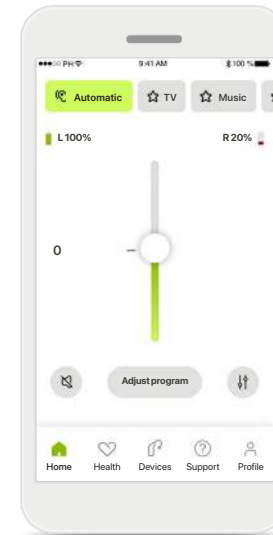 PH 9:41 AM 100 %
Automatic TV Music
L 100% R 20%
0
Adjust program
Home Health Devices Support Profile